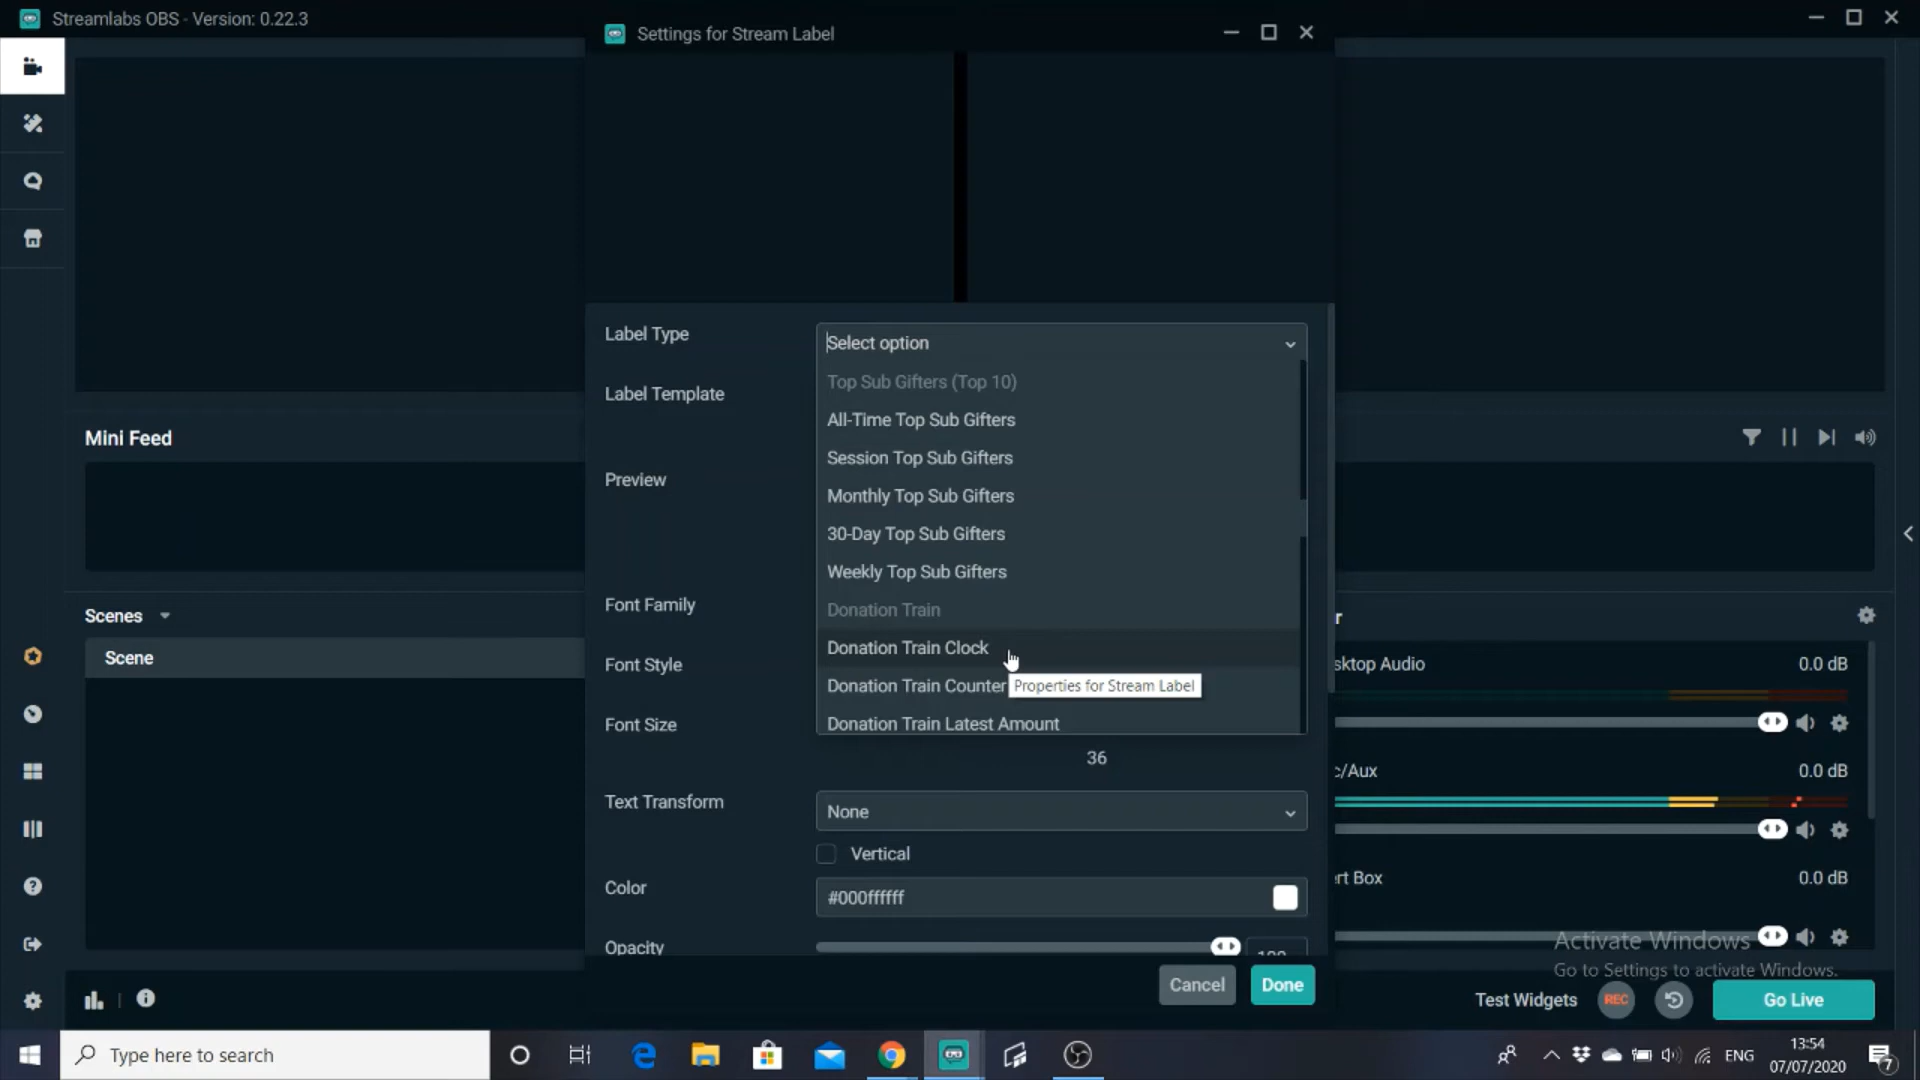 Streamlabs OBS - Version: 0.22.3
Settings for Stream Label
Label Type
Select option
Top Sub Gifters (Top 10)
Label Template
All-Time Top Sub Gifters
Mini Feed
Session Top Sub Gifters
Preview
Monthly Top Sub Gifters
30-Day Top Sub Gifters
Weekly Top Sub Gifters
Font Family
Donation Train
Scenes
r
Donation Train Clock
Scene
Font Style
sktop Audio
0.0 dB
Donation Train Counter
Properties for Stream Label
Font Size
Donation Train Latest Amount
36
c/Aux
0.0 dB
Text Transform
None
Vertical
Color
#000ffffff
ert Box
0.0 dB
Opacity
100
Activate Windows
Go to Settings to activate Windows.
Cancel
Done
Test Widgets
REC
Go Live
Type here to search
ENG
13:54
07/07/2020
7